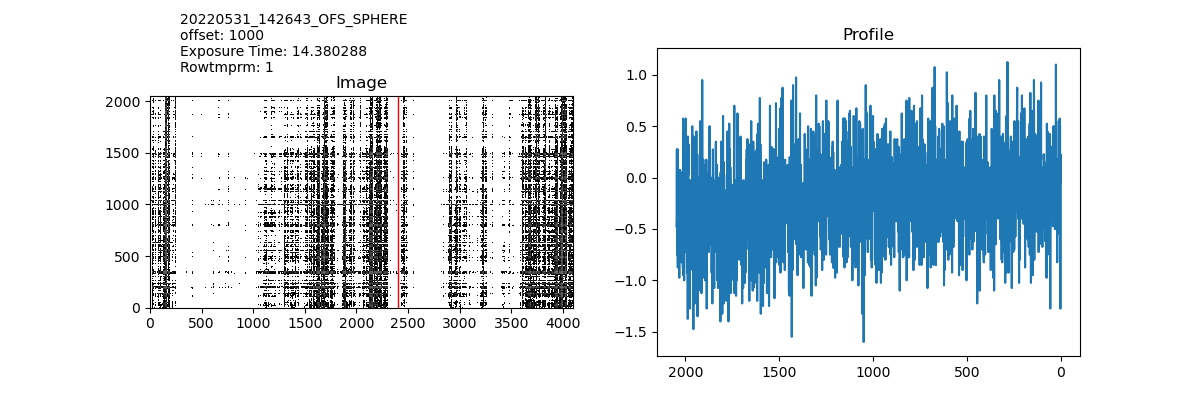 20220531_142643_OFS_SPHERE
offset: 1000
Exposure Time: 14.380288
Rowtmprm: 1
Image
2000
1500
1000
500
0
0 500 1000 1500 2000 2500 3000 3500 4000
Profile
1.0
0.5
0.0
−0.5
−1.0
−1.5
2000 1500 1000 500 0